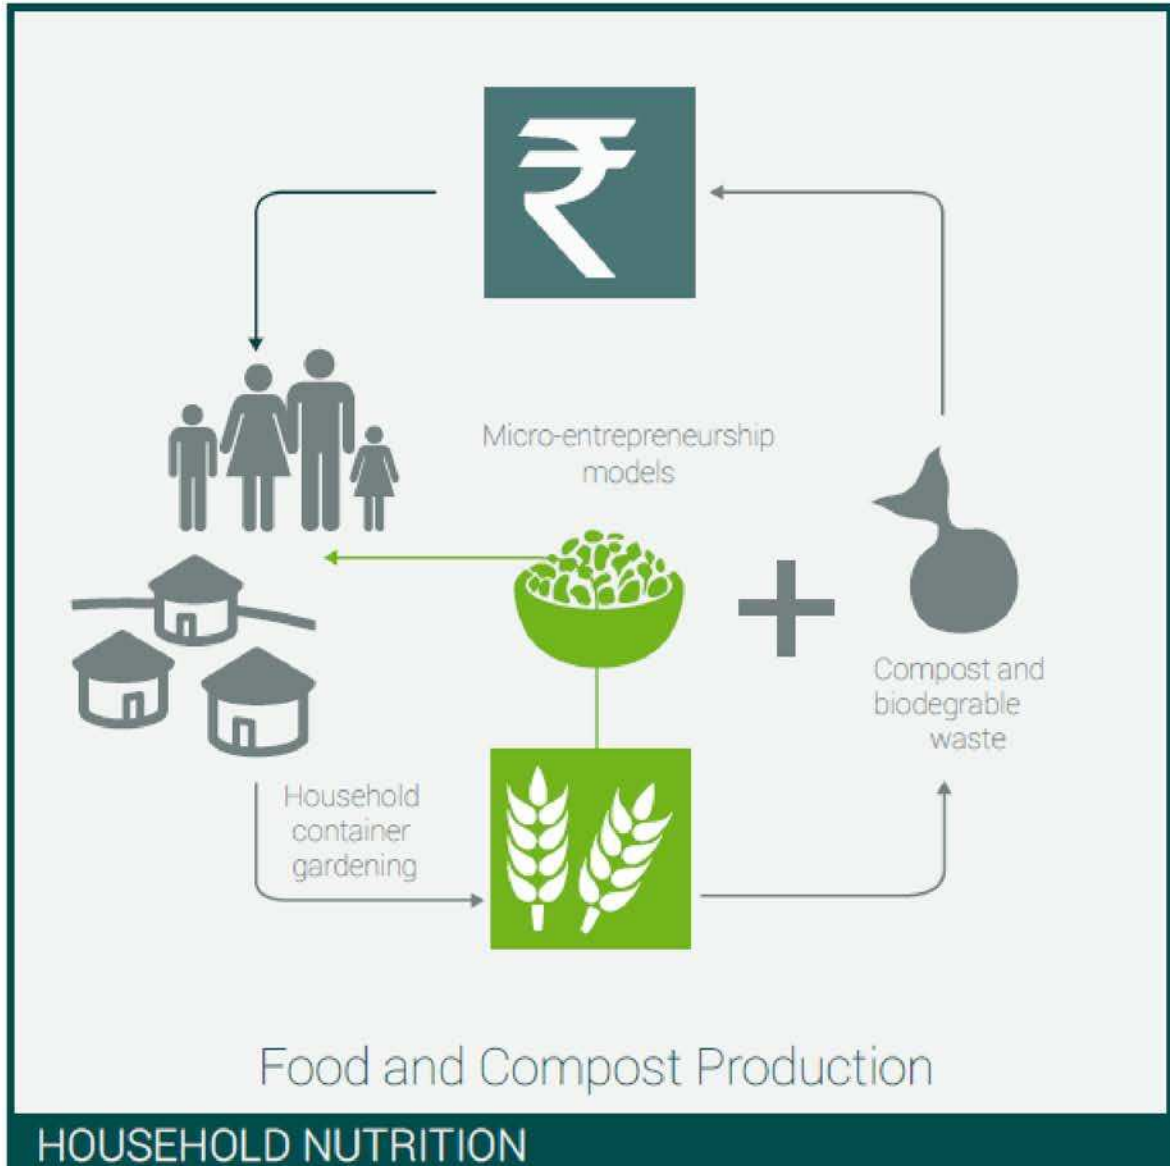 ₹
Micro-entrepreneurship
models
Compost and
biodegrable
waste
Household
container
gardening
Food and Compost Production
HOUSEHOLD NUTRITION